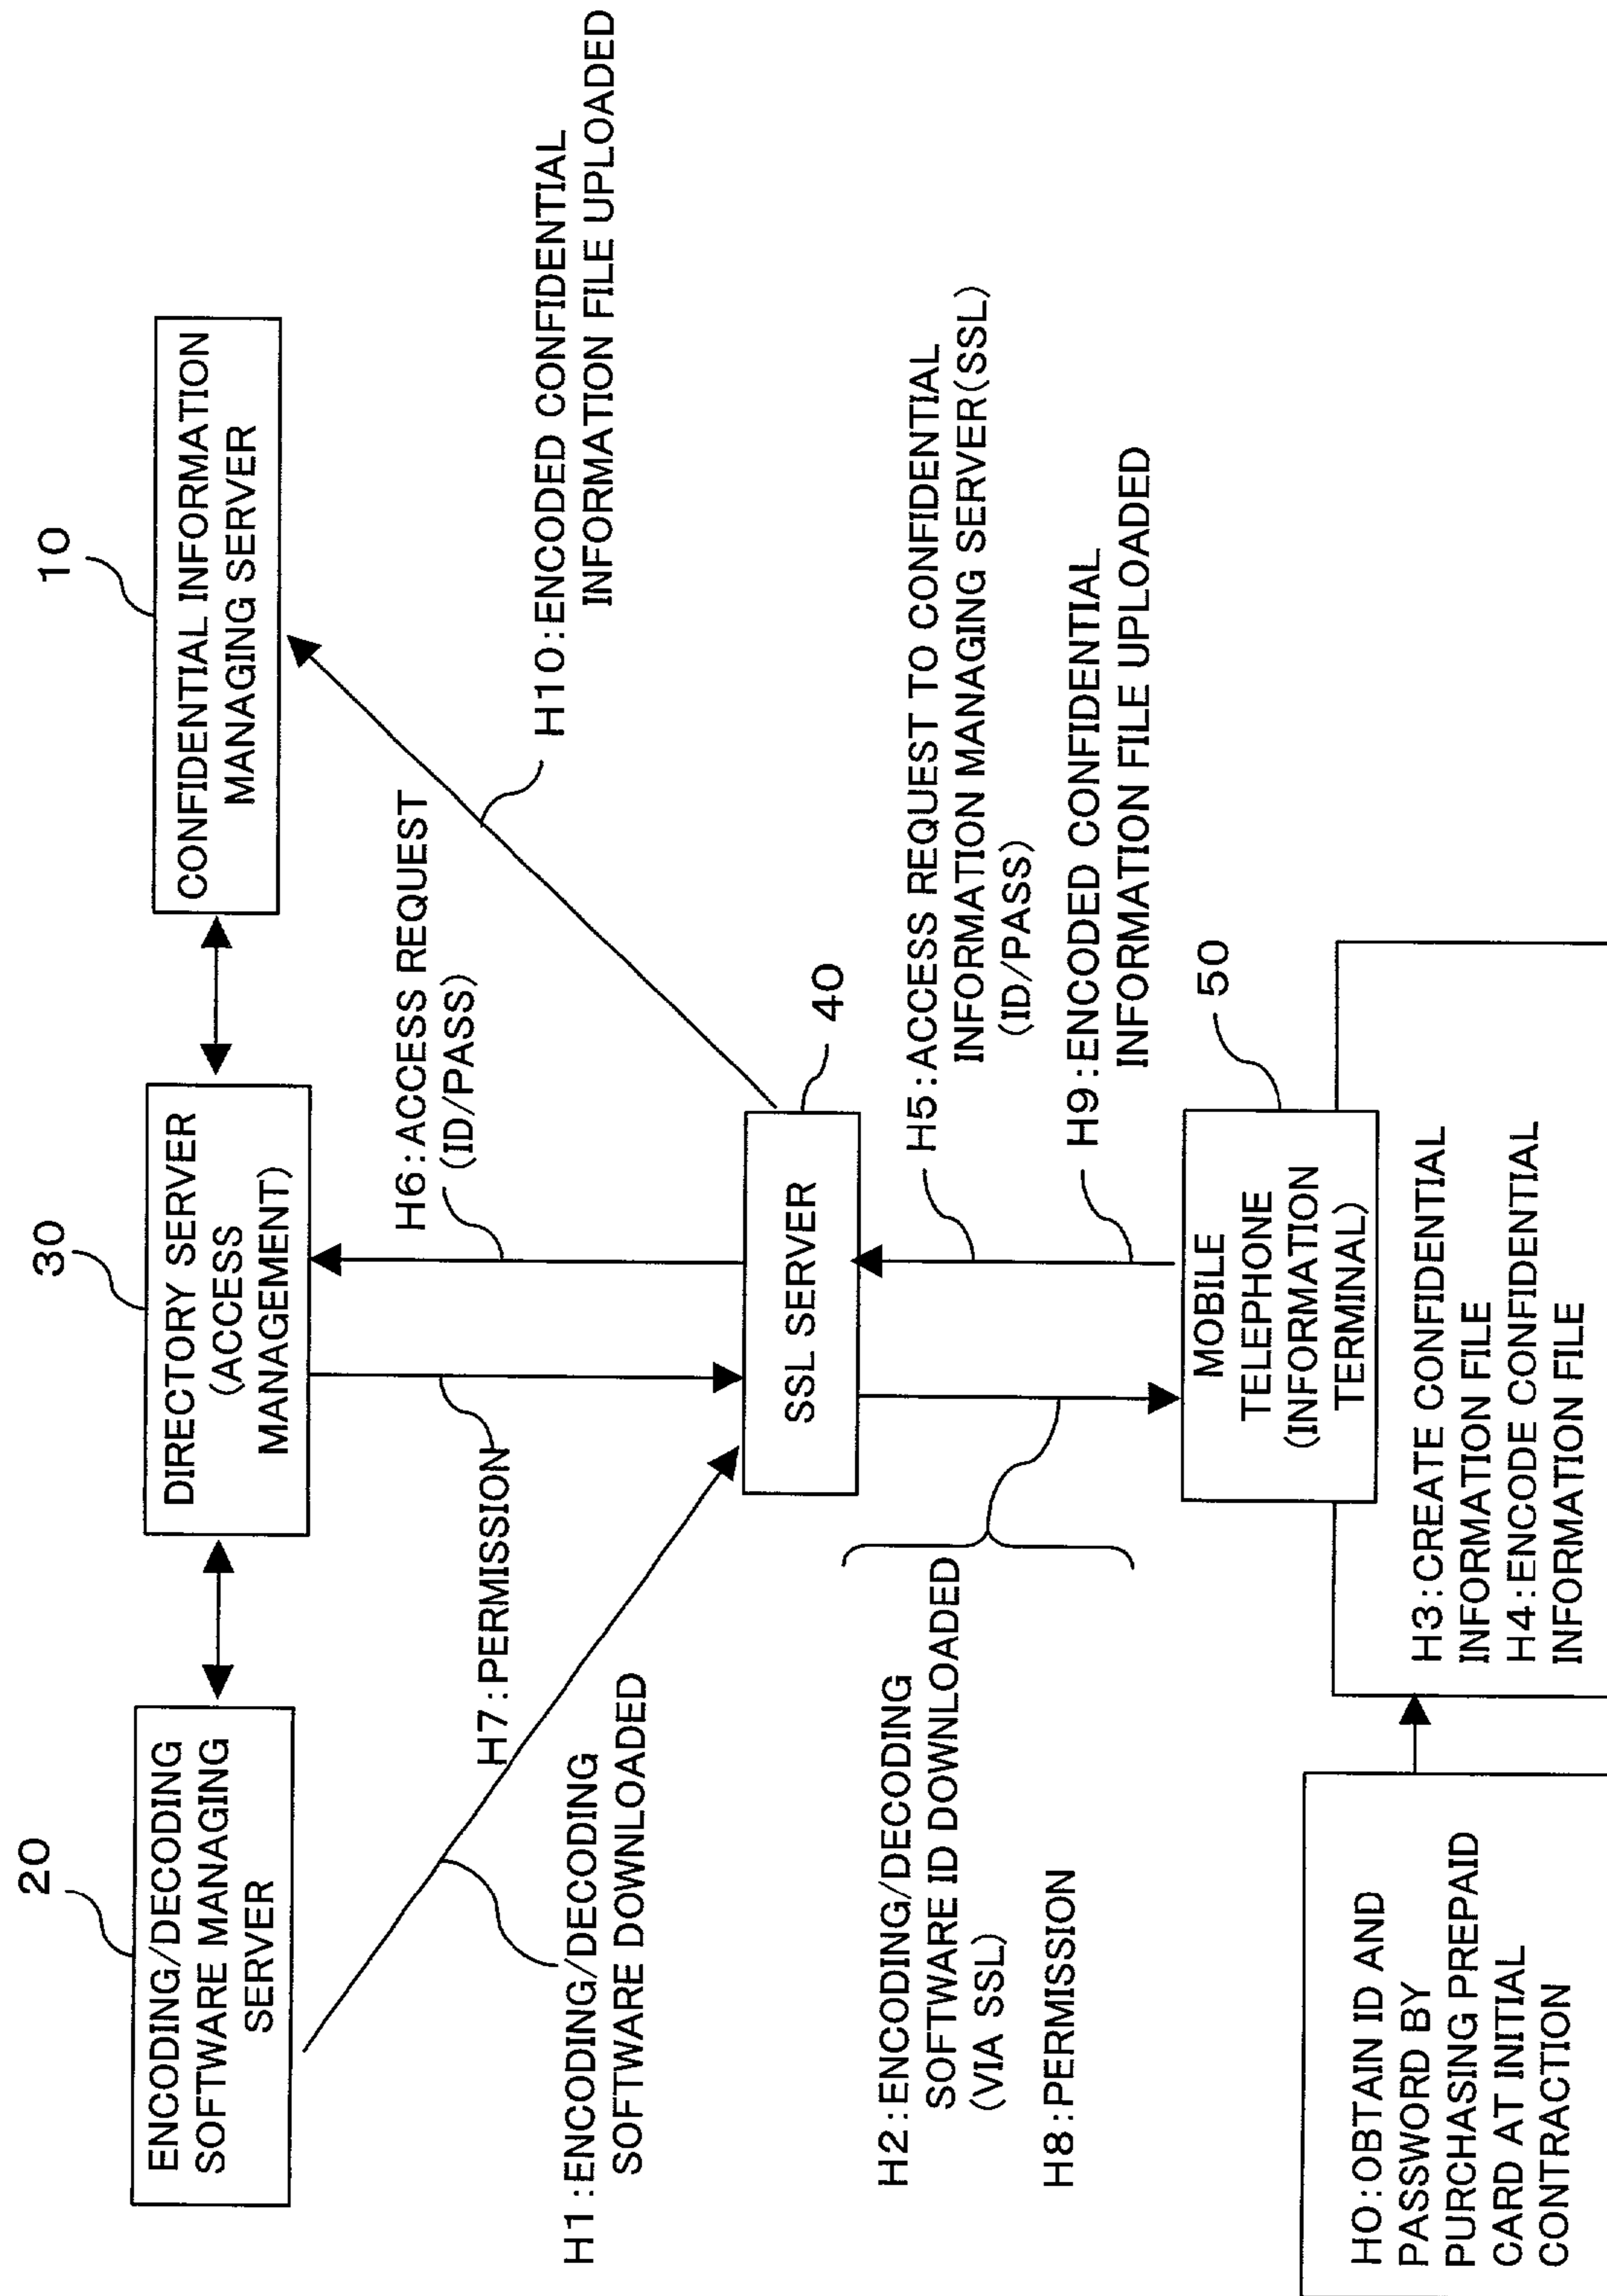 20
ENCODING/DECODING
SOFTWARE MANAGING
SERVER
30
DIRECTORY SERVER
(ACCESS
MANAGEMENT)
10
CONFIDENTIAL INFORMATION
MANAGING SERVER
H7:PERMISSION
H6:ACCESS REQUEST
(ID/PASS)
H10:ENCODED CONFIDENTIAL
INFORMATION FILE UPLOADED
H1:ENCODING/DECODING
SOFTWARE DOWNLOADED
40
SSL SERVER
H2:ENCODING/DECODING
SOFTWARE ID DOWNLOADED
(VIA SSL)
H8:PERMISSION
H5:ACCESS REQUEST TO CONFIDENTIAL
INFORMATION MANAGING SERVER(SSL)
(ID/PASS)
H9:ENCODED CONFIDENTIAL
INFORMATION FILE UPLOADED
50
MOBILE
TELEPHONE
(INFORMATION
TERMINAL)
H0:OBTAIN ID AND
PASSWORD BY
PURCHASING PREPAID
CARD AT INITIAL
CONTRACTION
H3:CREATE CONFIDENTIAL
INFORMATION FILE
H4:ENCODE CONFIDENTIAL
INFORMATION FILE